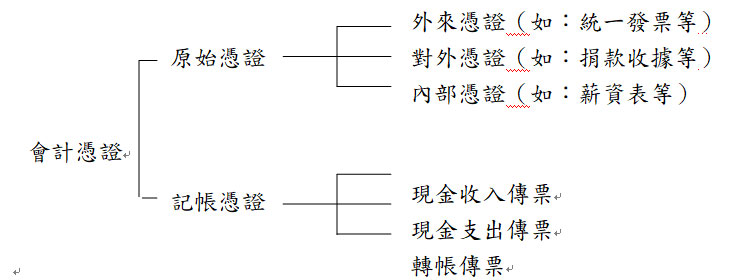 會計憑證
原始憑證
外來憑證（如：統一發票等）
對外憑證（如：捐款收據等）
內部憑證（如：薪資表等）
記帳憑證
現金收入傳票
現金支出傳票
轉帳傳票